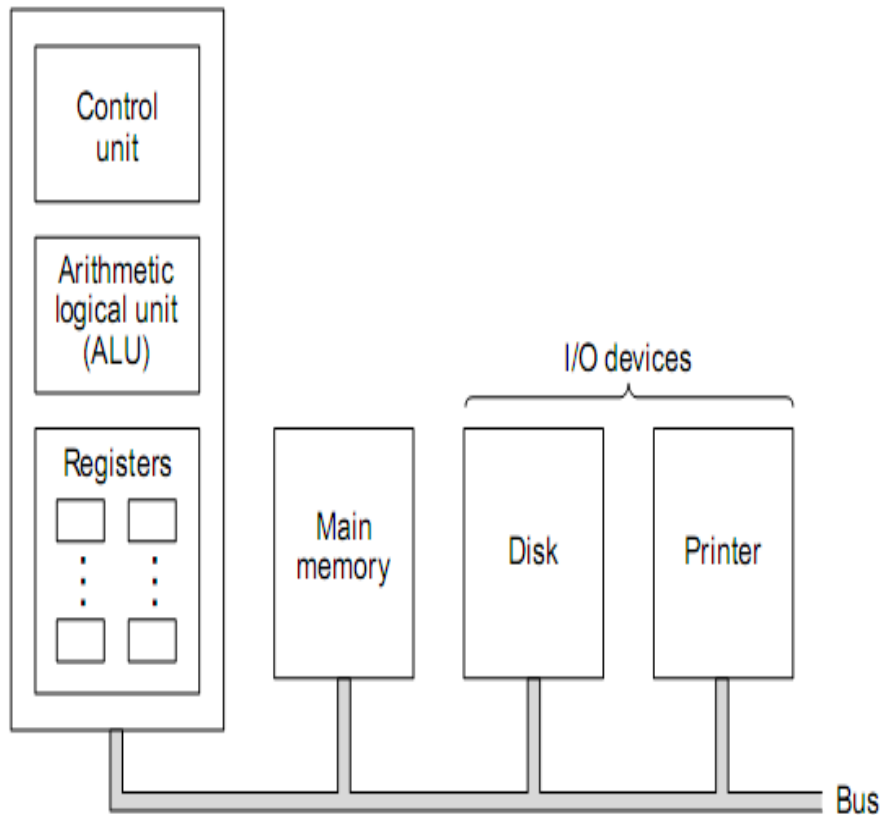 Control
unit
Arithmetic
logical unit
(ALU)
Registers
I/O devices
Main
memory
Disk
Printer
Bus